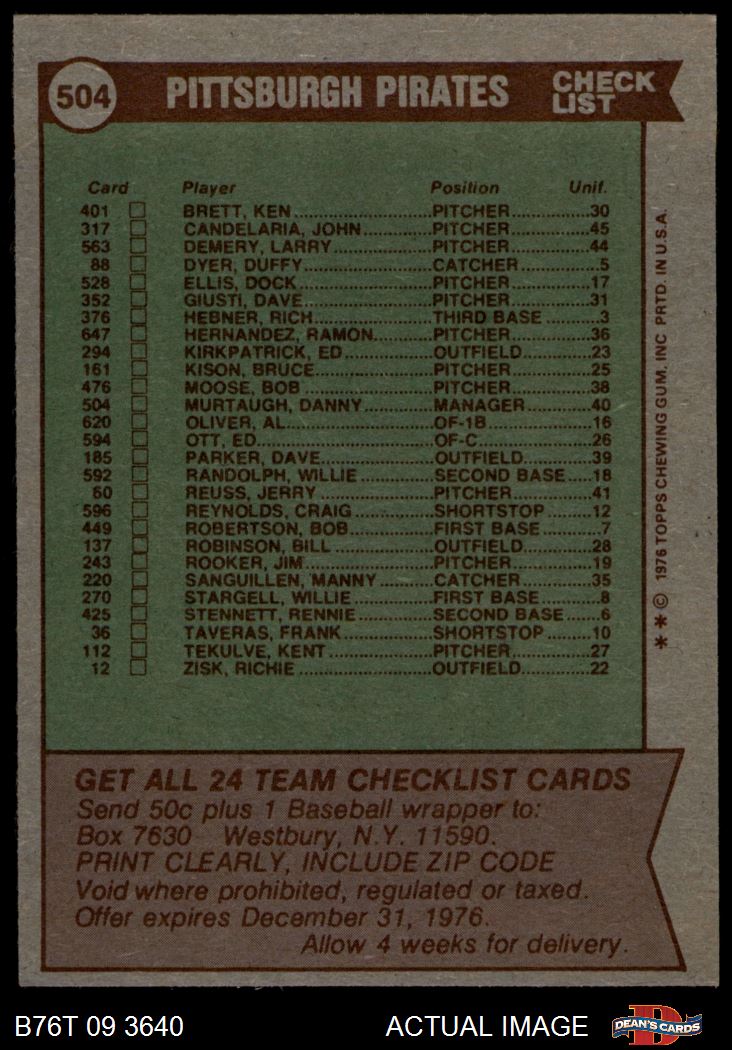 504 PITTSBURGH PIRATES CHECK LIST
Card Player Position Unif.
401 BRETT, KEN PITCHER 30
317 CANDELARIA, JOHN PITCHER 45
563 DEMERY, LARRY PITCHER 44
88 DYER, DUFFY CATCHER 5
528 ELLIS, DOCK PITCHER 17
352 GIUSTI, DAVE PITCHER 31
376 HEBNER, RICH THIRD BASE 3
647 HERNANDEZ, RAMON PITCHER 36
294 KIRKPATRICK, ED OUTFIELD 23
161 KISON, BRUCE PITCHER 25
476 MOOSE, BOB PITCHER 38
504 MURTAUGH, DANNY MANAGER 40
620 OLIVER, AL OF-1B 16
594 OTT, ED OF-C 26
185 PARKER, DAVE OUTFIELD 39
592 RANDOLPH, WILLIE SECOND BASE 18
60 REUSS, JERRY PITCHER 41
596 REYNOLDS, CRAIG SHORTSTOP 12
449 ROBERTSON, BOB FIRST BASE 7
137 ROBINSON, BILL OUTFIELD 28
243 ROOKER, JIM PITCHER 19
220 SANGUILLEN, MANNY CATCHER 35
270 STARGELL, WILLIE FIRST BASE 8
425 STENNETT, RENNIE SECOND BASE 6
36 TAVERAS, FRANK SHORTSTOP 10
112 TEKULVE, KENT PITCHER 27
12 ZISK, RICHIE OUTFIELD 22
**© 1976 TOPPS CHEWING GUM, INC PRTD. IN U.S.A.
GET ALL 24 TEAM CHECKLIST CARDS
Send 50c plus 1 Baseball wrapper to:
Box 7630 Westbury, N.Y. 11590.
PRINT CLEARLY, INCLUDE ZIP CODE
Void where prohibited, regulated or taxed.
Offer expires December 31, 1976.
Allow 4 weeks for delivery.
B76T 09 3640 ACTUAL IMAGE DEAN'S CARDS